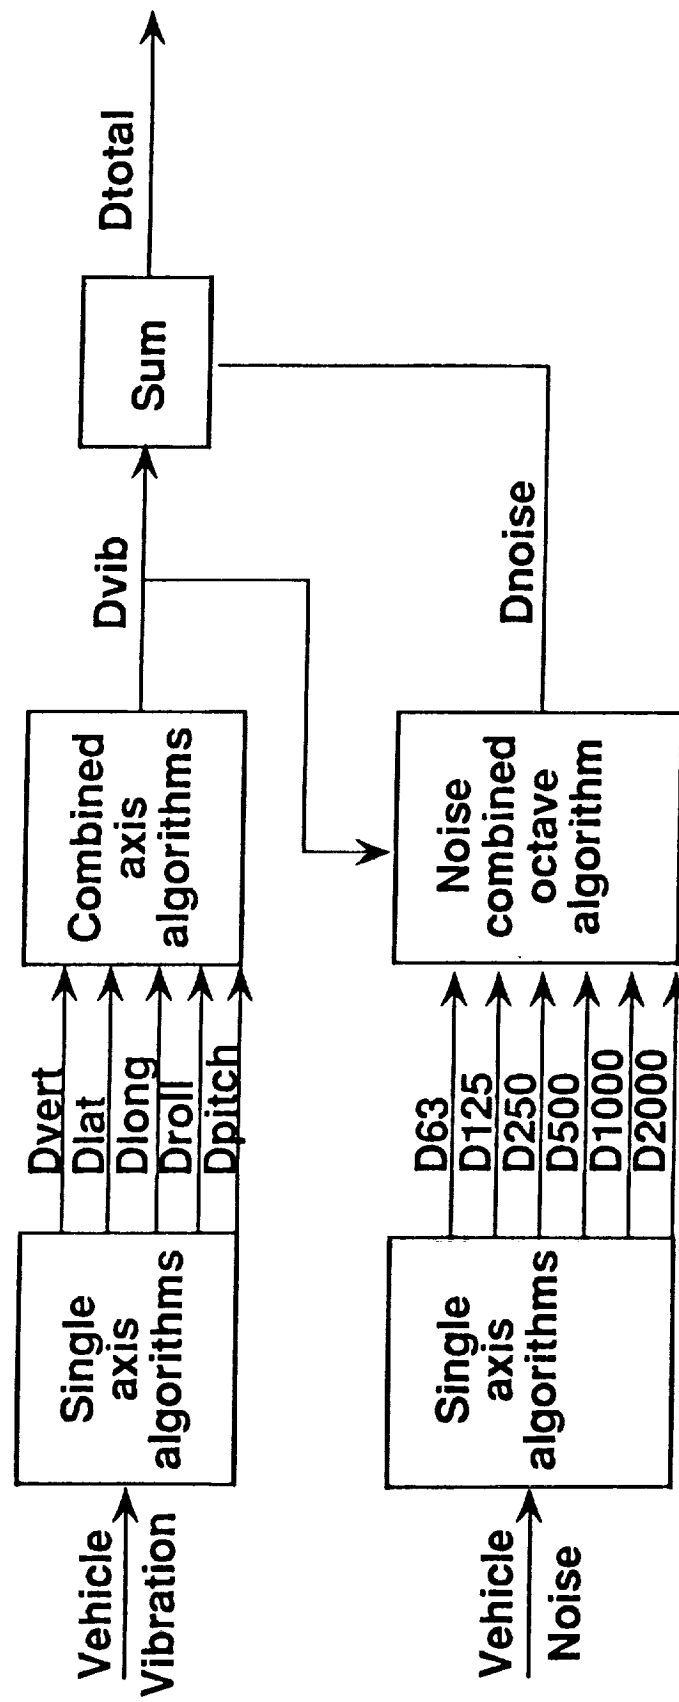 Vehicle
Vibration
Single
axis
algorithms
Dvert
Dlat
Dlong
Droll
Dpitch
Combined
axis
algorithms
Dvib
Sum
Dtotal
Vehicle
Noise
Single
axis
algorithms
D63
D125
D250
D500
D1000
D2000
Noise
combined
octave
algorithm
Dnoise